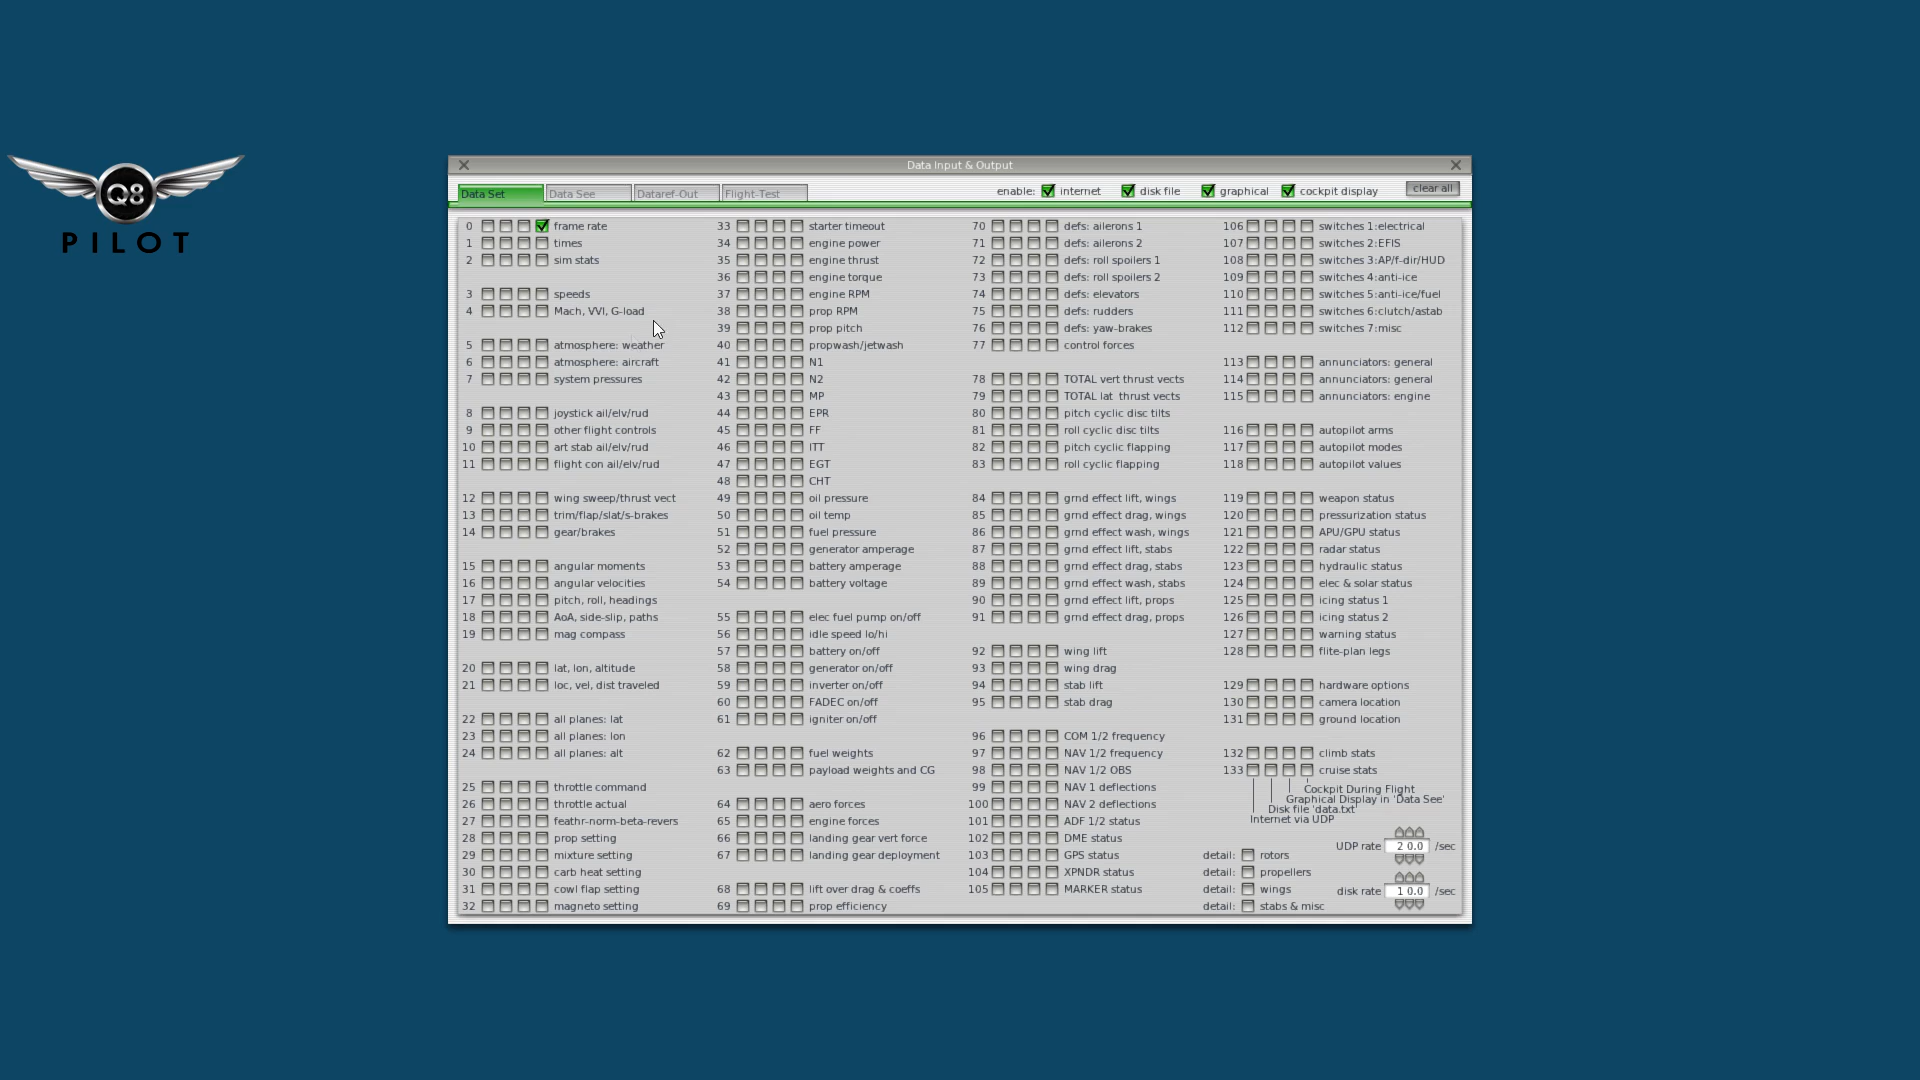 Q8
PILOT
Data Input & Output
Data Set
Data See
Dataref-Out
Flight-Test
enable: internet disk file graphical cockpit display clear all
0 frame rate
1 times
2 sim stats
3 speeds
4 Mach, VVI, G-load
5 atmosphere: weather
6 atmosphere: aircraft
7 system pressures
8 joystick ail/elv/rud
9 other flight controls
10 art stab ail/elv/rud
11 flight con ail/elv/rud
12 wing sweep/thrust vect
13 trim/flap/slat/s-brakes
14 gear/brakes
15 angular moments
16 angular velocities
17 pitch, roll, headings
18 AoA, side-slip, paths
19 mag compass
20 lat, lon, altitude
21 loc, vel, dist traveled
22 all planes: lat
23 all planes: lon
24 all planes: alt
25 throttle command
26 throttle actual
27 feathr-norm-beta-revers
28 prop setting
29 mixture setting
30 carb heat setting
31 cowl flap setting
32 magneto setting
33 starter timeout
34 engine power
35 engine thrust
36 engine torque
37 engine RPM
38 prop RPM
39 prop pitch
40 propwash/jetwash
41 N1
42 N2
43 MP
44 EPR
45 FF
46 ITT
47 EGT
48 CHT
49 oil pressure
50 oil temp
51 fuel pressure
52 generator amperage
53 battery amperage
54 battery voltage
55 elec fuel pump on/off
56 idle speed lo/hi
57 battery on/off
58 generator on/off
59 inverter on/off
60 FADEC on/off
61 igniter on/off
62 fuel weights
63 payload weights and CG
64 aero forces
65 engine forces
66 landing gear vert force
67 landing gear deployment
68 lift over drag & coeffs
69 prop efficiency
70 defs: ailerons 1
71 defs: ailerons 2
72 defs: roll spoilers 1
73 defs: roll spoilers 2
74 defs: elevators
75 defs: rudders
76 defs: yaw-brakes
77 control forces
78 TOTAL vert thrust vects
79 TOTAL lat thrust vects
80 pitch cyclic disc tilts
81 roll cyclic disc tilts
82 pitch cyclic flapping
83 roll cyclic flapping
84 grnd effect lift, wings
85 grnd effect drag, wings
86 grnd effect wash, wings
87 grnd effect lift, stabs
88 grnd effect drag, stabs
89 grnd effect wash, stabs
90 grnd effect lift, props
91 grnd effect drag, props
92 wing lift
93 wing drag
94 stab lift
95 stab drag
96 COM 1/2 frequency
97 NAV 1/2 frequency
98 NAV 1/2 OBS
99 NAV 1 deflections
100 NAV 2 deflections
101 ADF 1/2 status
102 DME status
103 GPS status
104 XPNDR status
105 MARKER status
106 switches 1:electrical
107 switches 2:EFIS
108 switches 3:AP/f-dir/HUD
109 switches 4:anti-ice
110 switches 5:anti-ice/fuel
111 switches 6:clutch/astab
112 switches 7:misc
113 annunciators: general
114 annunciators: general
115 annunciators: engine
116 autopilot arms
117 autopilot modes
118 autopilot values
119 weapon status
120 pressurization status
121 APU/GPU status
122 radar status
123 hydraulic status
124 elec & solar status
125 icing status 1
126 icing status 2
127 warning status
128 flite-plan legs
129 hardware options
130 camera location
131 ground location
132 climb stats
133 cruise stats
Cockpit During Flight
Graphical Display in 'Data See'
Disk file 'data.txt'
Internet via UDP
UDP rate 2 0.0 /sec
detail: rotors
detail: propellers
detail: wings
disk rate 1 0.0 /sec
detail: stabs & misc